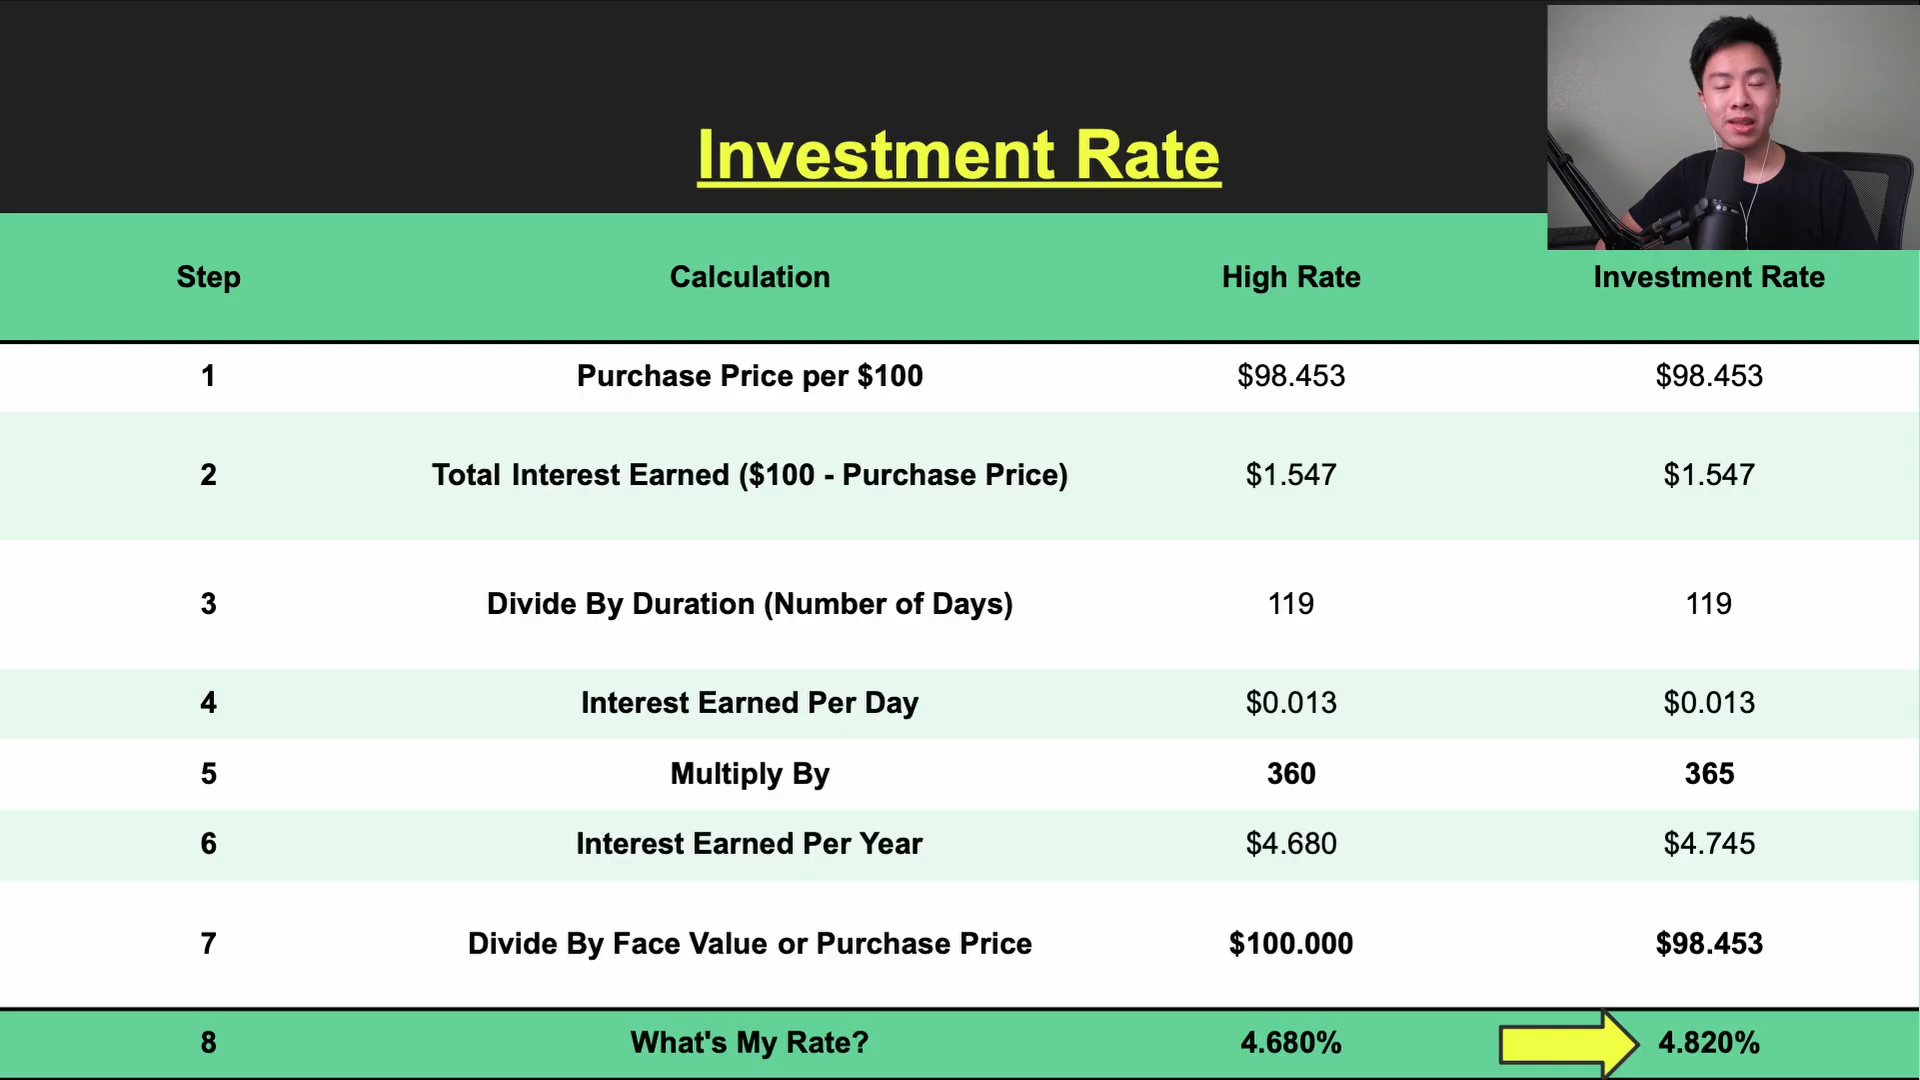 Investment Rate
Step Calculation High Rate Investment Rate
1 Purchase Price per $100 $98.453 $98.453
2 Total Interest Earned ($100 - Purchase Price) $1.547 $1.547
3 Divide By Duration (Number of Days) 119 119
4 Interest Earned Per Day $0.013 $0.013
5 Multiply By 360 365
6 Interest Earned Per Year $4.680 $4.745
7 Divide By Face Value or Purchase Price $100.000 $98.453
8 What's My Rate? 4.680% 4.820%